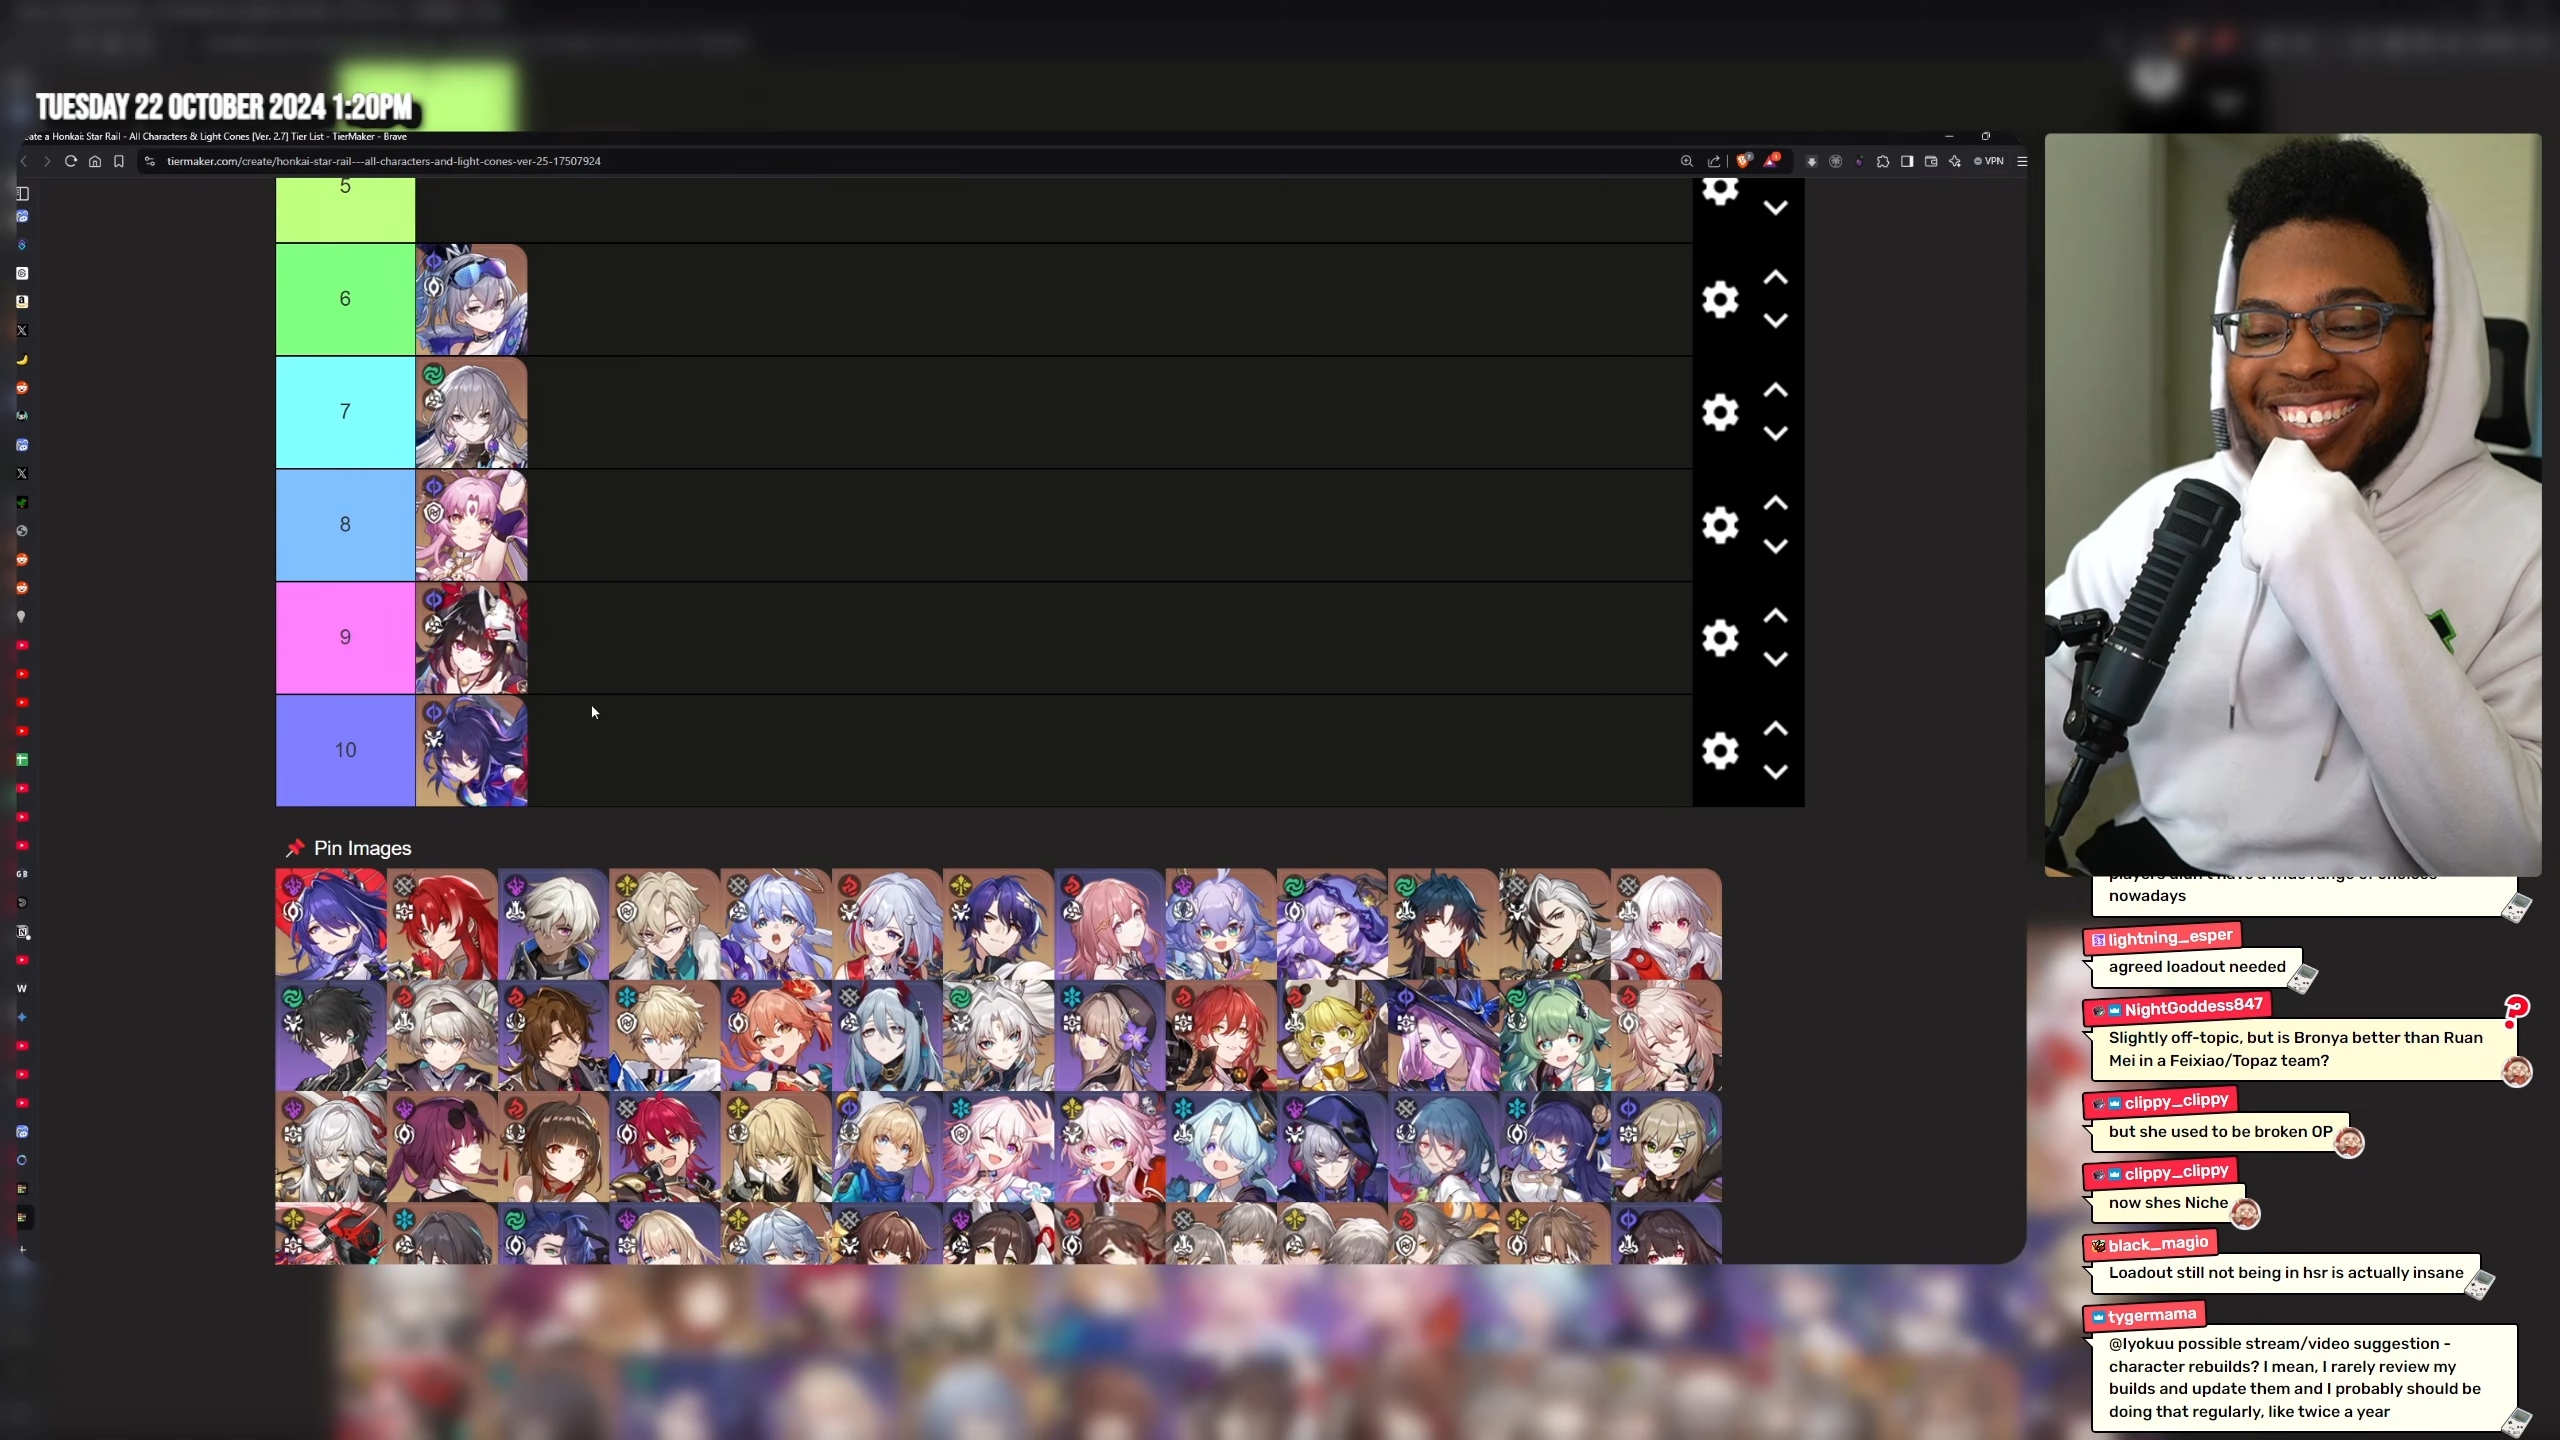 TUESDAY 22 OCTOBER 2024 1:20PM
ate a Honkai: Star Rail - All Characters & Light Cones [Ver. 2.7] Tier List - TierMaker - Brave
tiermaker.com/create/honkai-star-rail---all-characters-and-light-cones-ver-25-17507924
VPN
5
6
7
8
9
10
Pin Images
nowadays
lightning_esper
agreed loadout needed
NightGoddess847
Slightly off-topic, but is Bronya better than Ruan
Mei in a Feixiao/Topaz team?
clippy_clippy
but she used to be broken OP
clippy_clippy
now shes Niche
black_magio
Loadout still not being in hsr is actually insane
tygermama
@Iyokuu possible stream/video suggestion -
character rebuilds? I mean, I rarely review my
builds and update them and I probably should be
doing that regularly, like twice a year